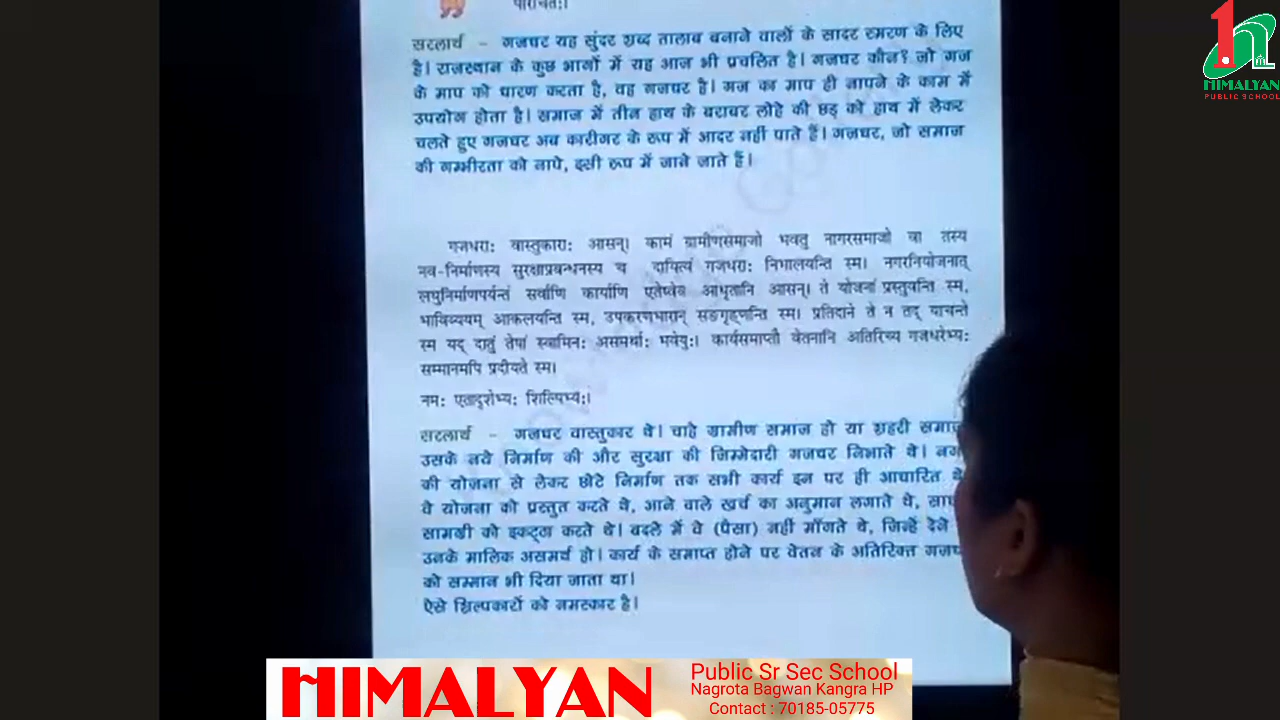 परिचितः।
सरलार्थ – गजधर यह सुंदर शब्द तालाब बनाने वालों के सादर स्मरण के लिए
है। राजस्थान के कुछ भागों में यह आज भी प्रचलित है। गजधर कौन? जो गज
के माप को धारण करता है, वह गजधर है। गज का माप ही नापने के काम में
उपयोग होता है। समाज में तीन हाथ के बराबर लोहे की छड़ को हाथ में लेकर
चलते हुए गजधर अब कारीगर के रूप में आदर नहीं पाते हैं। गजधर, जो समाज
की गम्भीरता को नापे, इसी रूप में जाने जाते हैं।
गजधराः वास्तुकाराः आसन्। कामं ग्रामीणसमाजो भवतु नागरसमाजो वा तस्य
नव-निर्माणस्य सुरक्षाप्रबन्धनस्य च दायित्वं गजधराः निभालयन्ति स्म। नगरनियोजनात्
लघुनिर्माणपर्यन्तं सर्वाणि कार्याणि एतेष्वेव आधृतानि आसन्। ते योजनां प्रस्तुवन्ति स्म,
भाविव्ययम् आकलयन्ति स्म, उपकरणभारान् सङगृह्णन्ति स्म। प्रतिदाने ते न तद् याचन्ते
स्म यद् दातुं तेषां स्वामिनः असमर्थाः भवेयुः। कार्यसमाप्तौ वेतनानि अतिरिच्य गजधरेभ्यः
सम्मानमपि प्रदीयते स्म।
नमः एतादृशेभ्यः शिल्पिभ्यः।
सरलार्थ – गजधर वास्तुकार थे। चाहे ग्रामीण समाज हो या शहरी समाज
उसके नये निर्माण की और सुरक्षा की जिम्मेदारी गजधर निभाते थे। नग
की योजना से लेकर छोटे निर्माण तक सभी कार्य इन पर ही आधारित थे
वे योजना को प्रस्तुत करते थे, आने वाले खर्च का अनुमान लगाते थे, साध
सामग्री को इकट्ठा करते थे। बदले में वे (पैसा) नहीं माँगते थे, जिन्हें देने
उनके मालिक असमर्थ हो। कार्य के समाप्त होने पर वेतन के अतिरिक्त गजध
को सम्मान भी दिया जाता था।
ऐसे शिल्पकारों को नमस्कार है।
HIMALYAN
PUBLIC SCHOOL
HIMALYAN
Public Sr Sec School
Nagrota Bagwan Kangra HP
Contact : 70185-05775